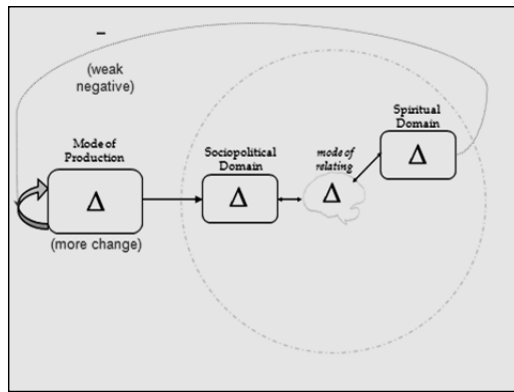 –
(weak
negative)
Spiritual
Domain
Δ
Mode of
Production
Δ
(more change)
Sociopolitical
Domain
Δ
mode of
relating
Δ